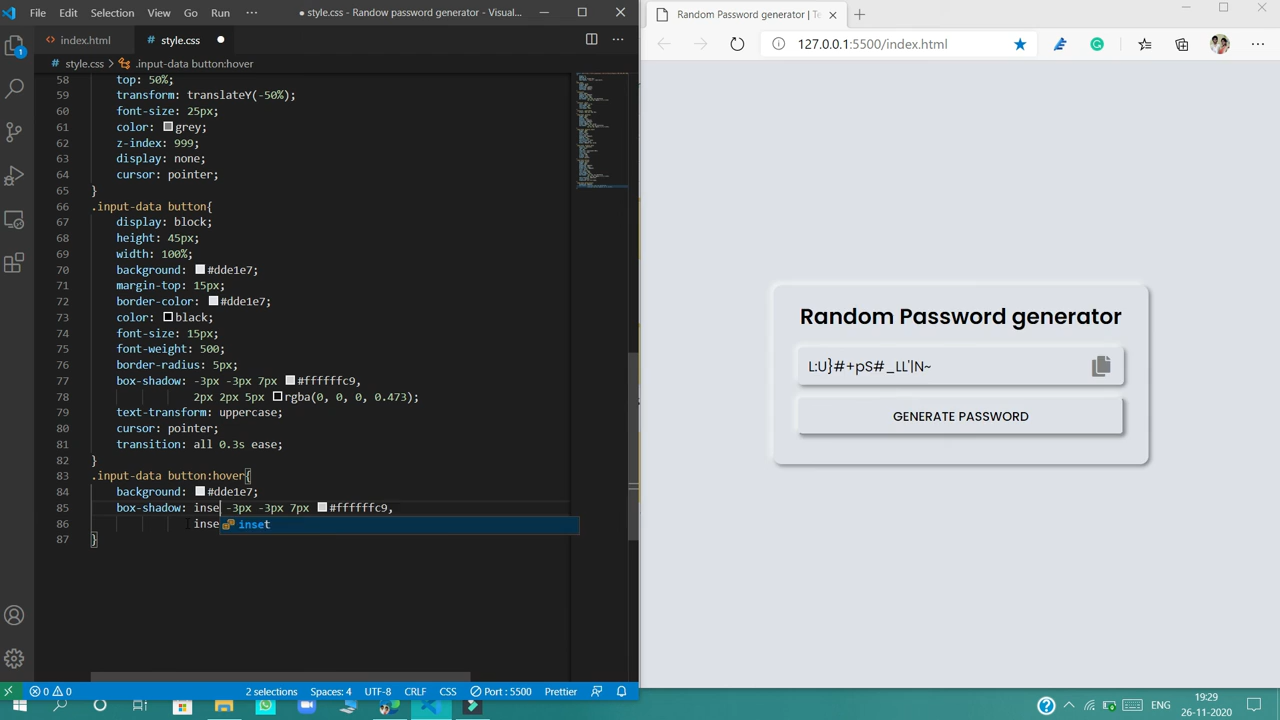 File Edit Selection View Go Run ··· ● style.css - Randow password generator - Visual...
Random Password generator | Te
index.html
style.css ●
127.0.0.1:5500/index.html
style.css > .input-data button:hover
58 top: 50%;
59 transform: translateY(-50%);
60 font-size: 25px;
61 color: grey;
62 z-index: 999;
63 display: none;
64 cursor: pointer;
65 }
66 .input-data button{
67 display: block;
68 height: 45px;
69 width: 100%;
70 background: #dde1e7;
71 margin-top: 15px;
72 border-color: #dde1e7;
73 color: black;
74 font-size: 15px;
75 font-weight: 500;
76 border-radius: 5px;
77 box-shadow: -3px -3px 7px #ffffffc9,
78 2px 2px 5px rgba(0, 0, 0, 0.473);
79 text-transform: uppercase;
80 cursor: pointer;
81 transition: all 0.3s ease;
82 }
83 .input-data button:hover{
84 background: #dde1e7;
85 box-shadow: inse -3px -3px 7px #ffffffc9,
86 inse
inset
87 }
Random Password generator
L:U}#+pS#_LL'|N~
GENERATE PASSWORD
1
0 0 2 selections Spaces: 4 UTF-8 CRLF CSS Port : 5500 Prettier
ENG
19:29
26-11-2020